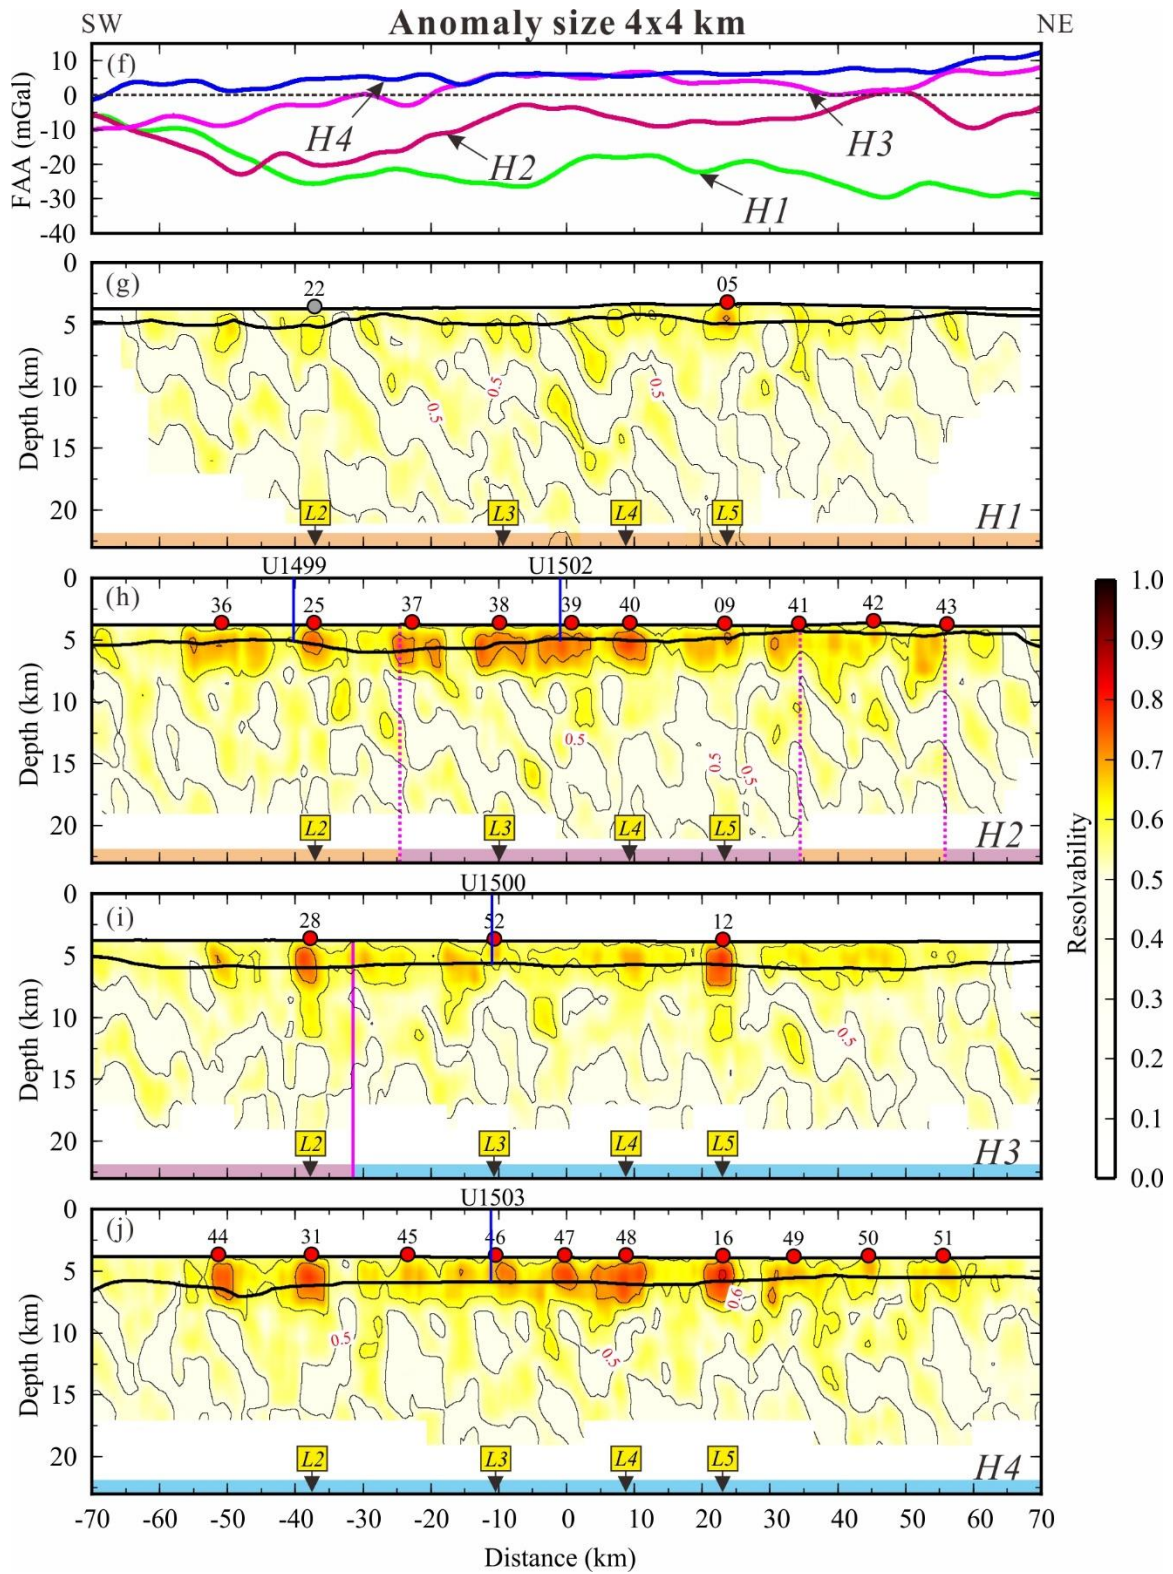 SW Anomaly size 4x4 km NE
(f)
FAA (mGal)
10
0
-10
-20
-30
-40
H4
H2
H3
H1
(g)
Depth (km)
0
5
10
15
20
22 05
0.5 0.5 0.5
L2 L3 L4 L5
H1
U1499 U1502
(h)
Depth (km)
0
5
10
15
20
36 25 37 38 39 40 09 41 42 43
0.5 0.5 0.5
L2 L3 L4 L5
H2
U1500
(i)
Depth (km)
0
5
10
15
20
28 52 12
0.5
L2 L3 L4 L5
H3
U1503
(j)
Depth (km)
0
5
10
15
20
44 31 45 46 47 48 16 49 50 51
0.6
0.5 0.5
L2 L3 L4 L5
H4
-70 -60 -50 -40 -30 -20 -10 0 10 20 30 40 50 60 70
Distance (km)
Resolvability
1.0
0.9
0.8
0.7
0.6
0.5
0.4
0.3
0.2
0.1
0.0